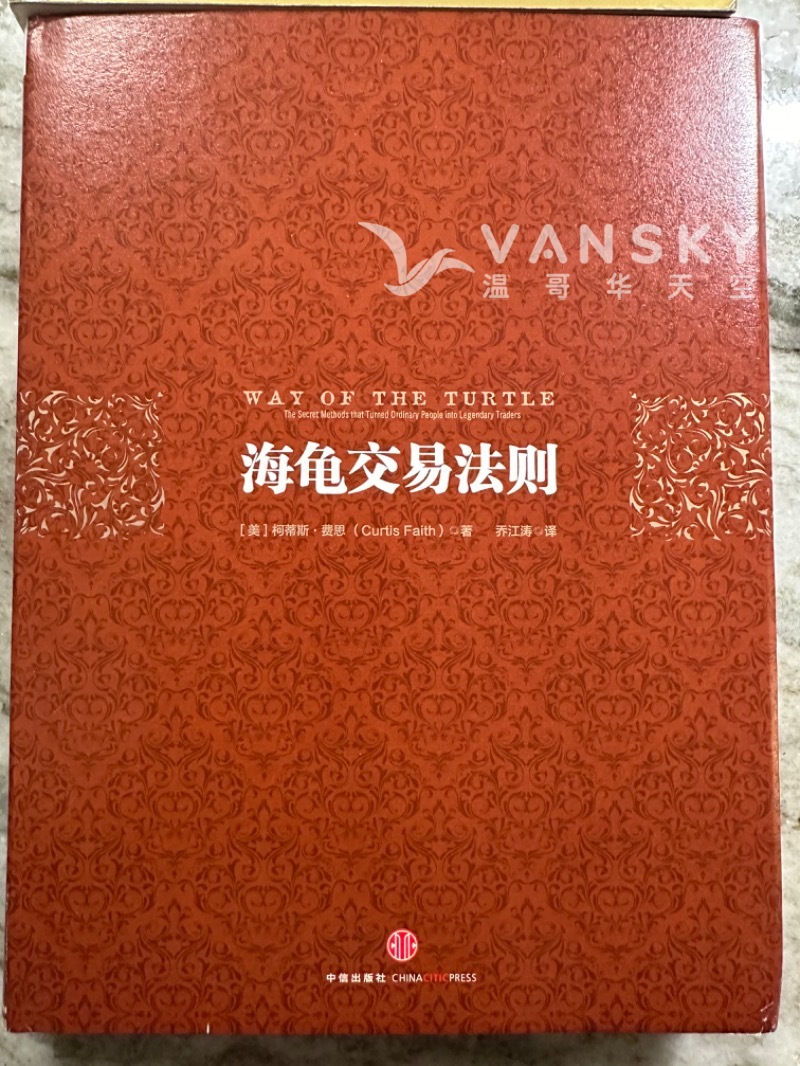 VANSKY
温哥华天空
WAY OF THE TURTLE
The Secret Methods that Turned Ordinary People into Legendary Traders
海龟交易法则
[美]柯蒂斯·费思（Curtis Faith）著 乔江涛 译
中信出版社 CHINACITICPRESS